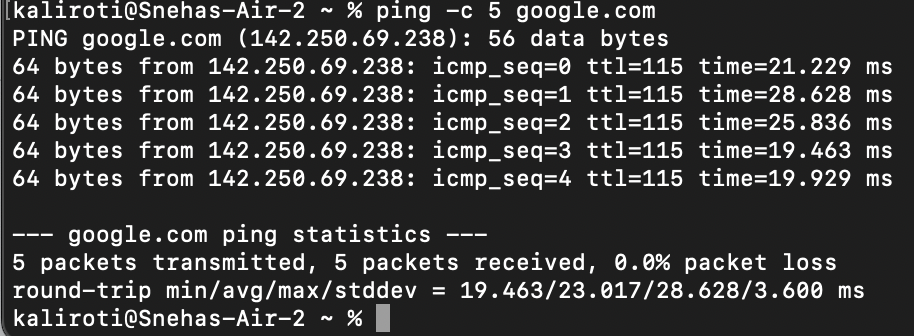 [kaliroti@Snehas-Air-2 ~ % ping -c 5 google.com
PING google.com (142.250.69.238): 56 data bytes
64 bytes from 142.250.69.238: icmp_seq=0 ttl=115 time=21.229 ms
64 bytes from 142.250.69.238: icmp_seq=1 ttl=115 time=28.628 ms
64 bytes from 142.250.69.238: icmp_seq=2 ttl=115 time=25.836 ms
64 bytes from 142.250.69.238: icmp_seq=3 ttl=115 time=19.463 ms
64 bytes from 142.250.69.238: icmp_seq=4 ttl=115 time=19.929 ms
--- google.com ping statistics ---
5 packets transmitted, 5 packets received, 0.0% packet loss
round-trip min/avg/max/stddev = 19.463/23.017/28.628/3.600 ms
kaliroti@Snehas-Air-2 ~ %